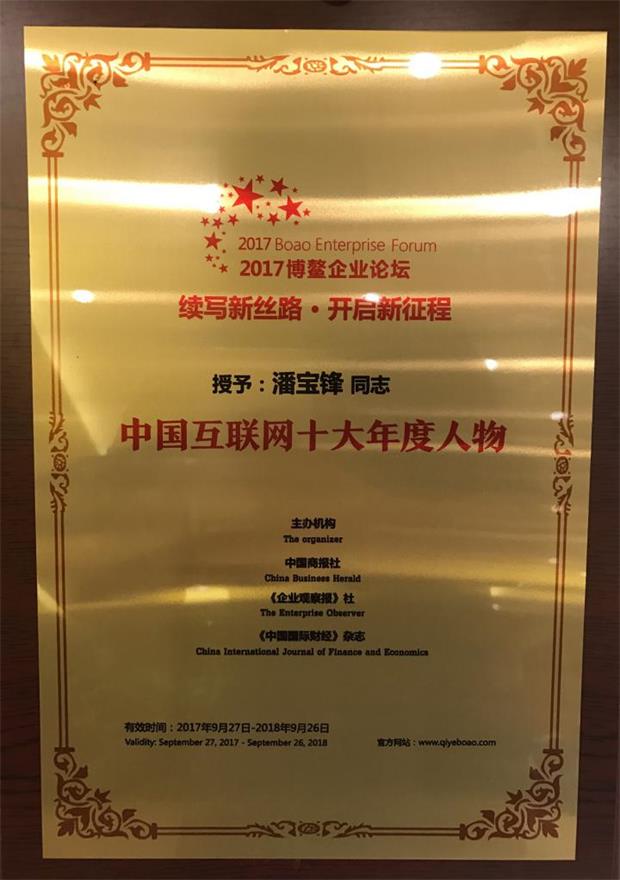 2017 Boao Enterprise Forum
2017博鳌企业论坛
续写新丝路·开启新征程
授予：潘宝锋 同志
中国互联网十大年度人物
主办机构
The organizer
中国商报社
China Business Herald
《企业观察报》社
The Enterprise Observer
《中国国际财经》杂志
China International Journal of Finance and Economics
有效时间：2017年9月27日-2018年9月26日
Validity: September 27, 2017 - September 26, 2018
官方网站：www.qiyeboao.com